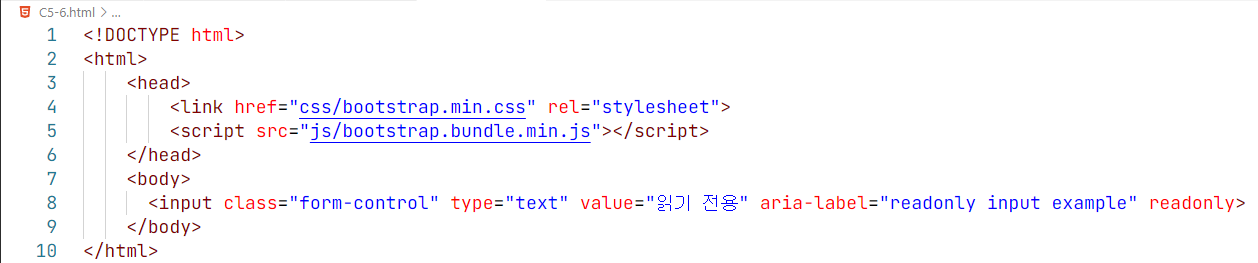 C5-6.html > ...
1 <!DOCTYPE html>
2 <html>
3 <head>
4 <link href="css/bootstrap.min.css" rel="stylesheet">
5 <script src="js/bootstrap.bundle.min.js"></script>
6 </head>
7 <body>
8 <input class="form-control" type="text" value="읽기 전용" aria-label="readonly input example" readonly>
9 </body>
10 </html>